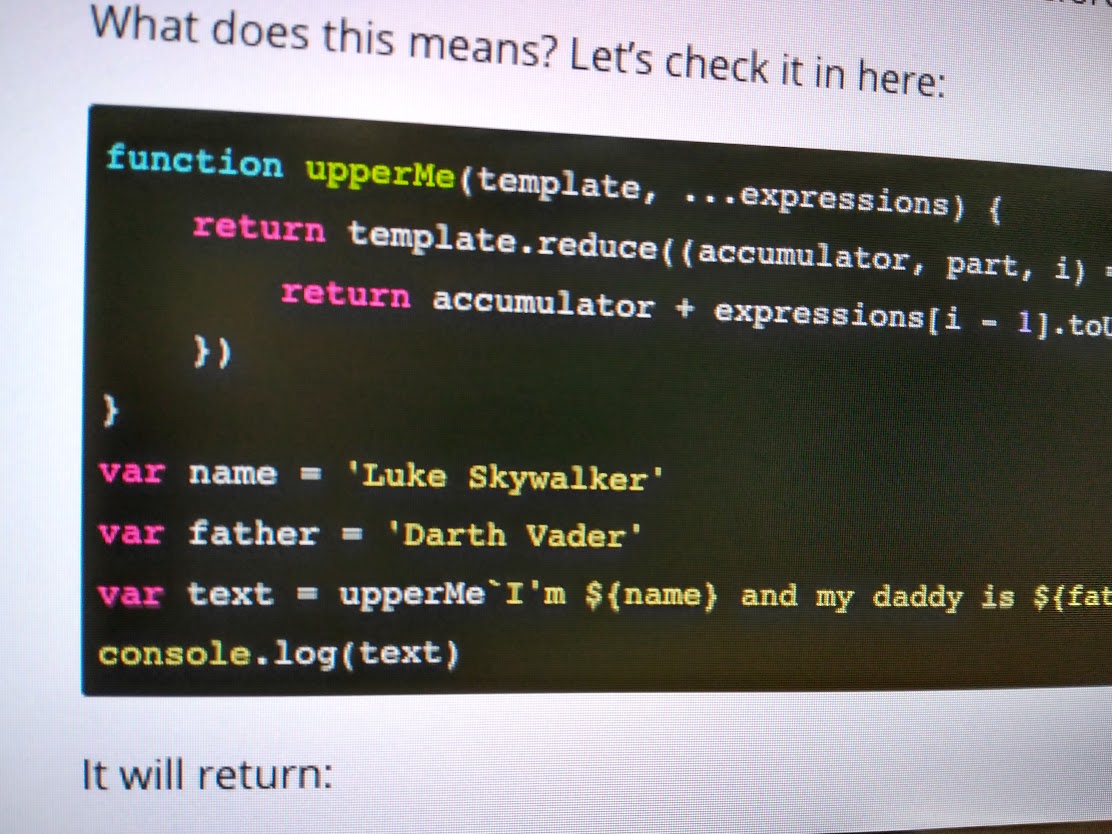 What does this means? Let's check it in here:
function upperMe(template, ...expressions) {
return template.reduce((accumulator, part, i) =
return accumulator + expressions[i - 1].toU
})
}
var name = 'Luke Skywalker'
var father = 'Darth Vader'
var text = upperMe`I'm ${name} and my daddy is ${fat
console.log(text)
It will return: